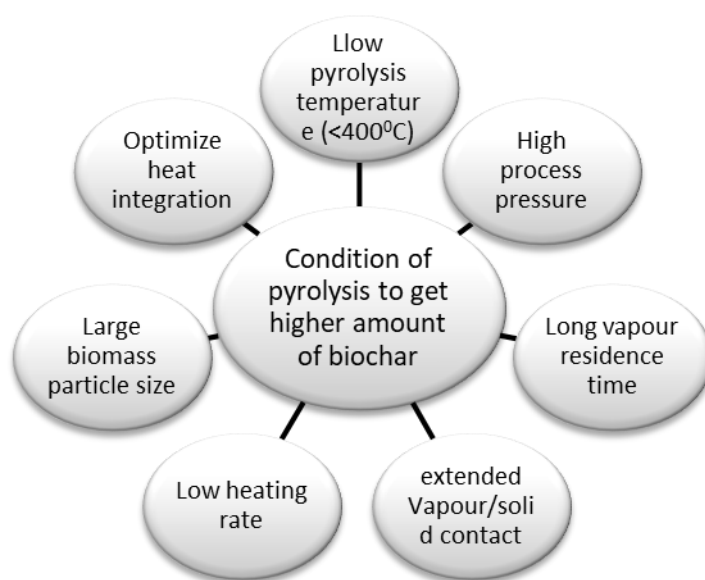 Llow
pyrolysis
temperatur
e (<400⁰C)
High
process
pressure
Long vapour
residence
time
extended
Vapour/soli
d contact
Low heating
rate
Large
biomass
particle size
Optimize
heat
integration
Condition of
pyrolysis to get
higher amount
of biochar